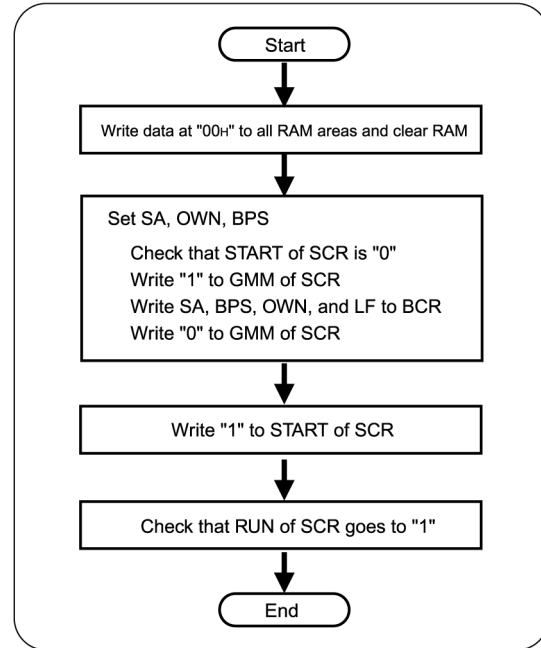 Start
Write data at "00H" to all RAM areas and clear RAM
Set SA, OWN, BPS
Check that START of SCR is "0"
Write "1" to GMM of SCR
Write SA, BPS, OWN, and LF to BCR
Write "0" to GMM of SCR
Write "1" to START of SCR
Check that RUN of SCR goes to "1"
End